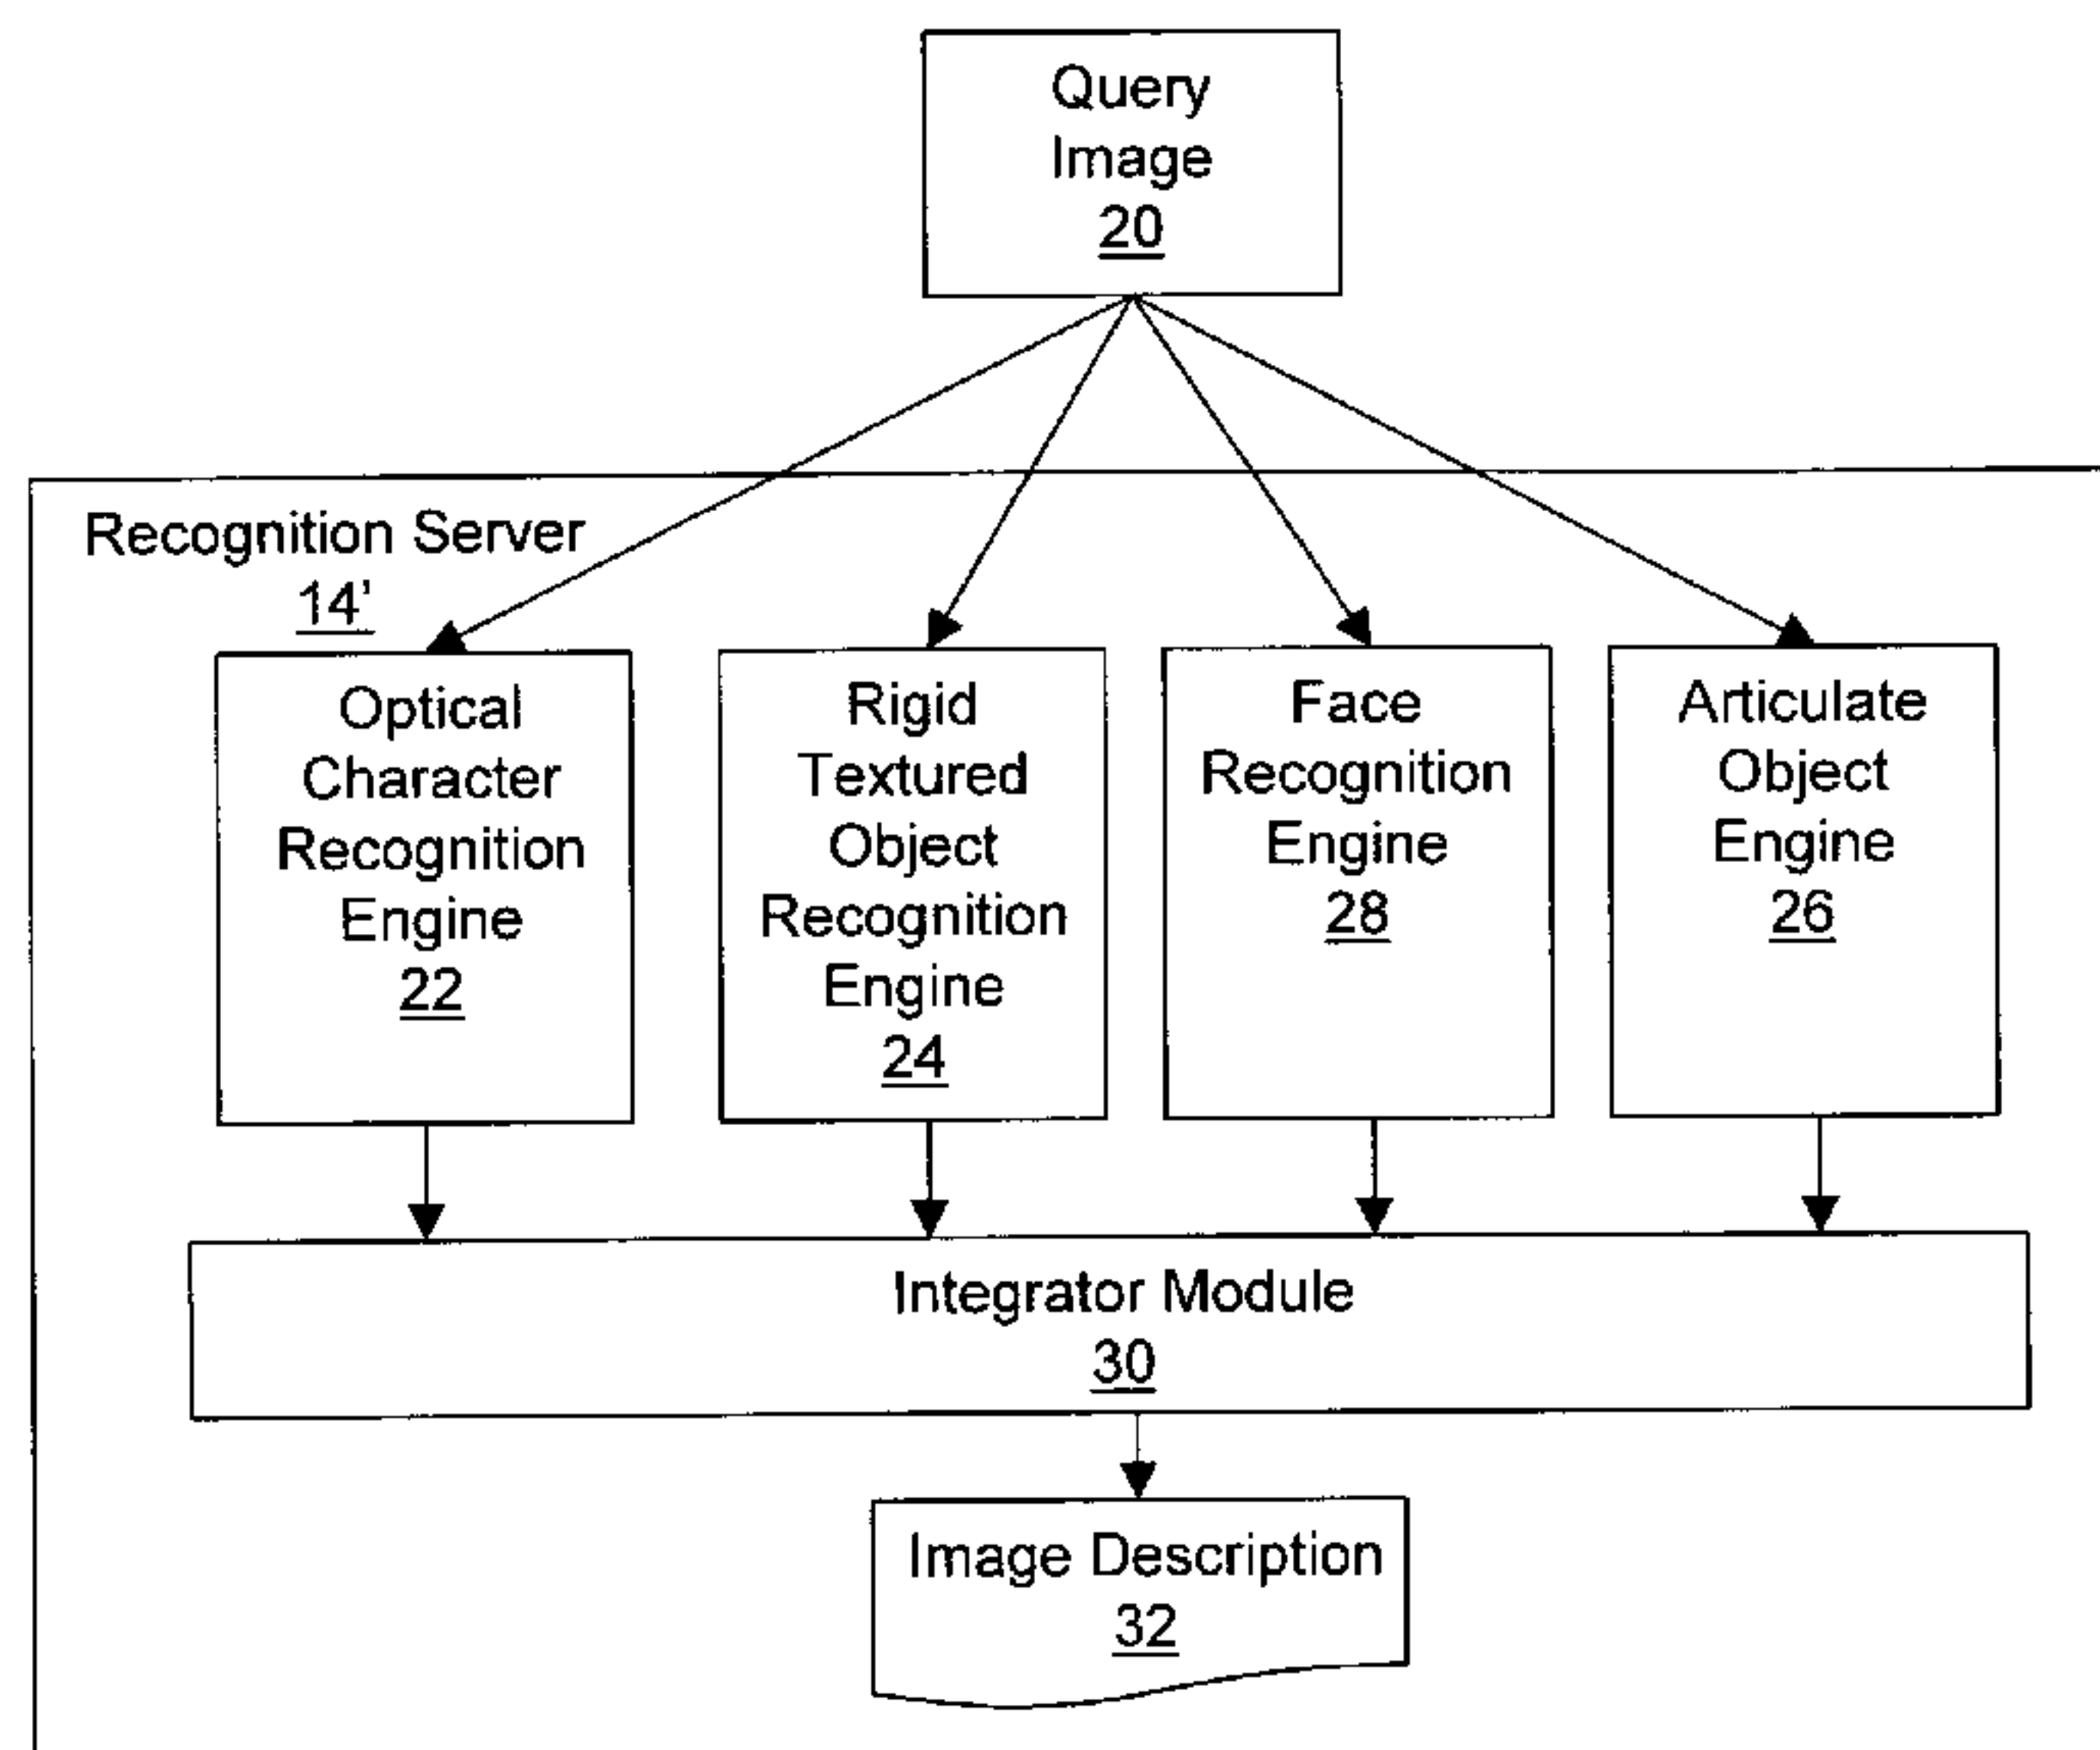 Query
Image
20
Recognition Server
14'
Optical
Character
Recognition
Engine
22
Rigid
Textured
Object
Recognition
Engine
24
Face
Recognition
Engine
28
Articulate
Object
Engine
26
Integrator Module
30
Image Description
32